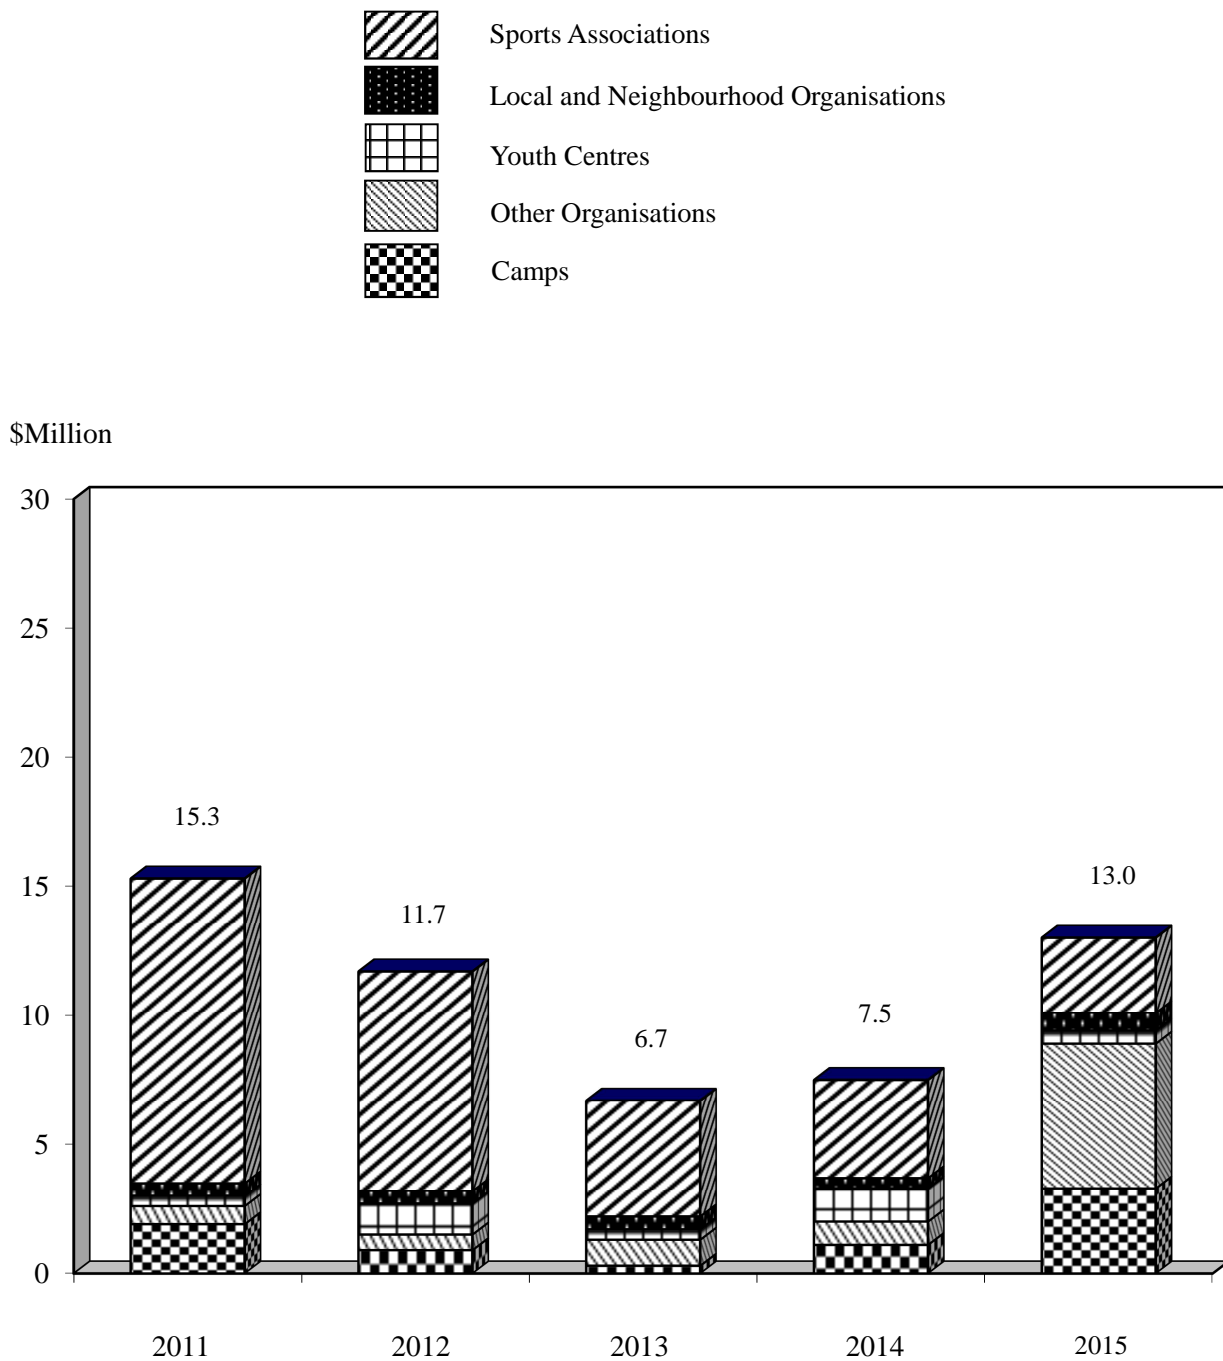 Sports Associations
Local and Neighbourhood Organisations
Youth Centres
Other Organisations
Camps
$Million
30
25
20
15
10
5
0
15.3
11.7
6.7
7.5
13.0
2011
2012
2013
2014
2015